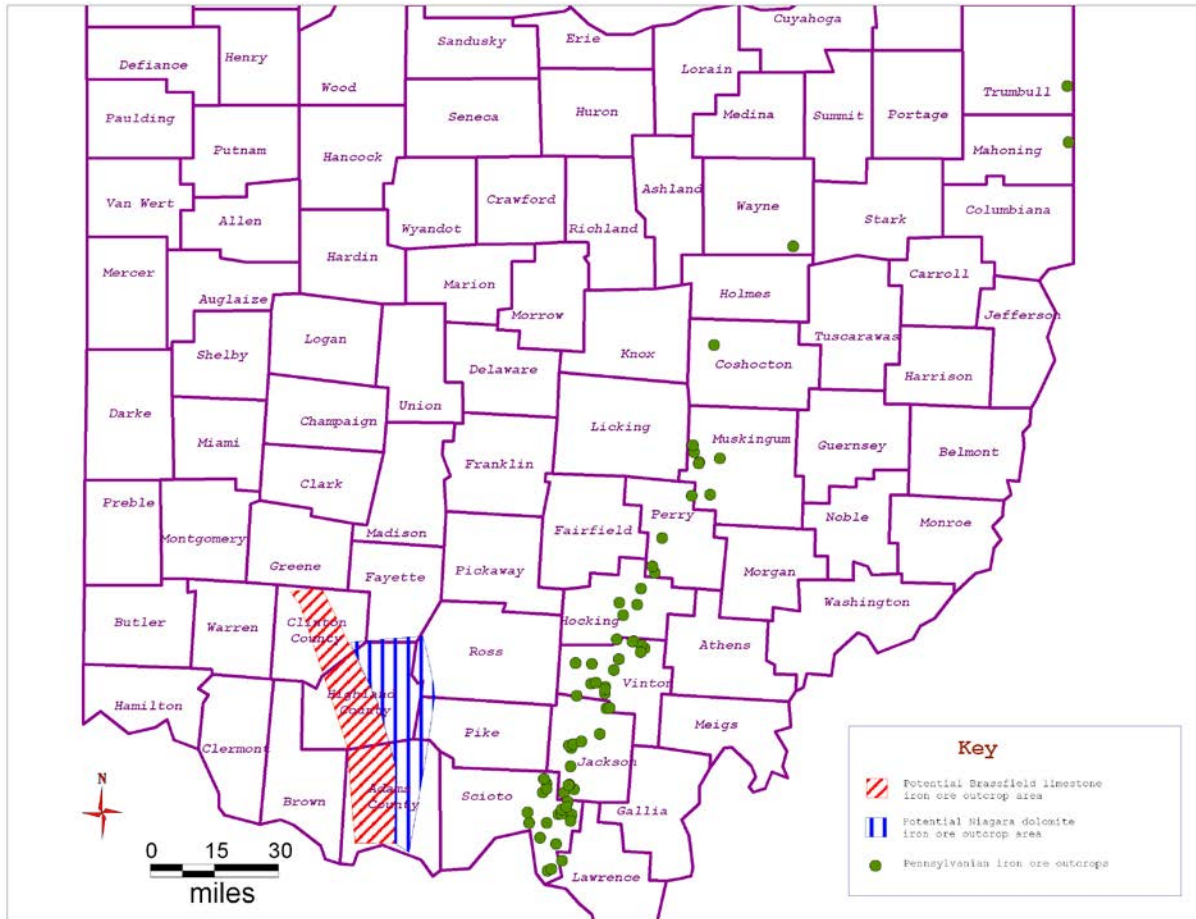 Cuyahoga
Sandusky
Erie
Henry
Defiance
Lorain
Wood
Trumbull
Paulding
Seneca
Huron
Medina
Summit
Portage
Putnam
Hancock
Mahoning
Ashland
Van Wert
Allen
Wyandot
Crawford
Richland
Wayne
Stark
Columbiana
Mercer
Hardin
Marion
Carroll
Auglaize
Morrow
Holmes
Jefferson
Logan
Tuscarawas
Shelby
Knox
Coshocton
Delaware
Harrison
Darke
Champaign
Union
Miami
Licking
Muskingum
Guernsey
Belmont
Franklin
Clark
Preble
Perry
Noble
Monroe
Montgomery
Madison
Fairfield
Greene
Fayette
Pickaway
Morgan
Washington
Butler
Warren
Clinton
County
Hocking
Athens
Ross
Highland
County
Vinton
Hamilton
Clermont
Pike
Meigs
Jackson
Brown
Adams
County
Scioto
Gallia
Lawrence
N
0 15 30
miles
Key
Potential Brassfield limestone
iron ore outcrop area
Potential Niagara dolomite
iron ore outcrop area
Pennsylvanian iron ore outcrops